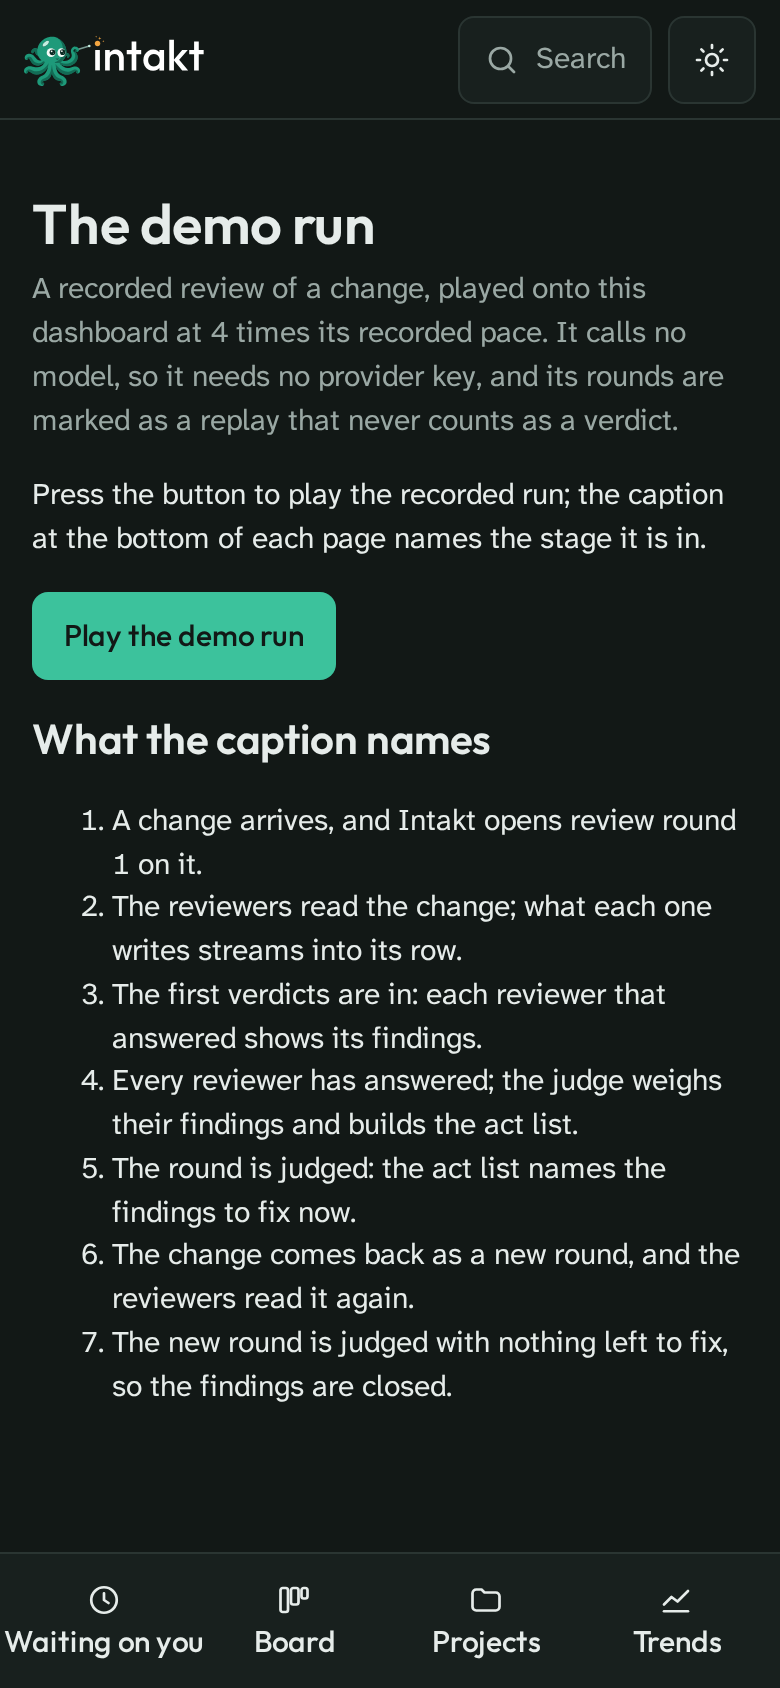 intakt
Search
The demo run
A recorded review of a change, played onto this
dashboard at 4 times its recorded pace. It calls no
model, so it needs no provider key, and its rounds are
marked as a replay that never counts as a verdict.
Press the button to play the recorded run; the caption
at the bottom of each page names the stage it is in.
Play the demo run
What the caption names
1. A change arrives, and Intakt opens review round
1 on it.
2. The reviewers read the change; what each one
writes streams into its row.
3. The first verdicts are in: each reviewer that
answered shows its findings.
4. Every reviewer has answered; the judge weighs
their findings and builds the act list.
5. The round is judged: the act list names the
findings to fix now.
6. The change comes back as a new round, and the
reviewers read it again.
7. The new round is judged with nothing left to fix,
so the findings are closed.
Waiting on you
Board
Projects
Trends